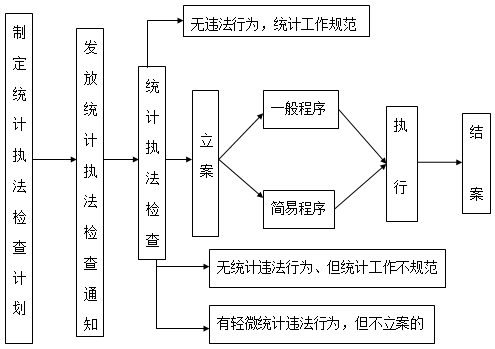 制定统计执法检查计划
发放统计执法检查通知
统计执法检查
无违法行为，统计工作规范
立案
一般程序
简易程序
执行
结案
无统计违法行为、但统计工作不规范
有轻微统计违法行为，但不立案的